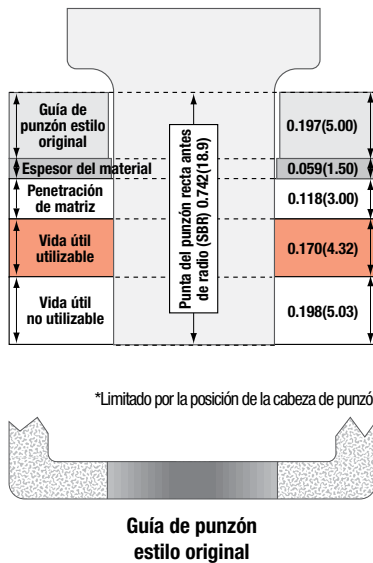 Guía de
punzón estilo
original
0.197(5.00)
Espesor del material
0.059(1.50)
Penetración
de matriz
0.118(3.00)
Vida útil
utilizable
0.170(4.32)
Vida útil
no utilizable
0.198(5.03)
Punta del punzón recta antes
de radio (SBR) 0.742(18.9)
*Limitado por la posición de la cabeza de punzó
Guía de punzón
estilo original